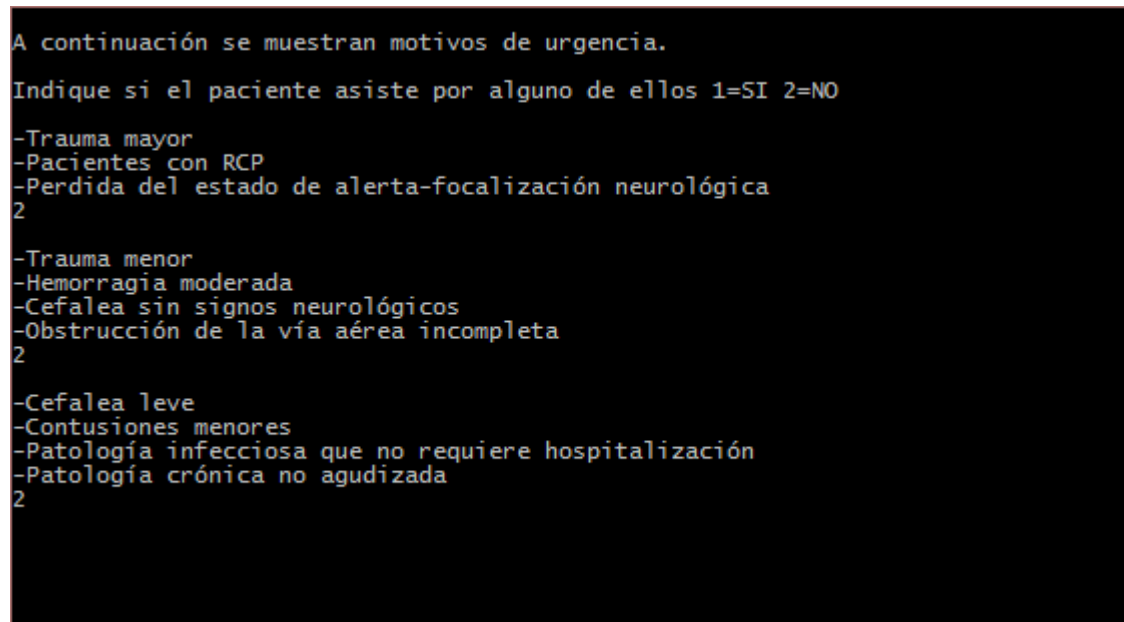 A continuación se muestran motivos de urgencia.
Indique si el paciente asiste por alguno de ellos 1=SI 2=NO
-Trauma mayor
-Pacientes con RCP
-Perdida del estado de alerta-focalización neurológica
2
-Trauma menor
-Hemorragia moderada
-Cefalea sin signos neurológicos
-Obstrucción de la vía aérea incompleta
2
-Cefalea leve
-Contusiones menores
-Patología infecciosa que no requiere hospitalización
-Patología crónica no agudizada
2